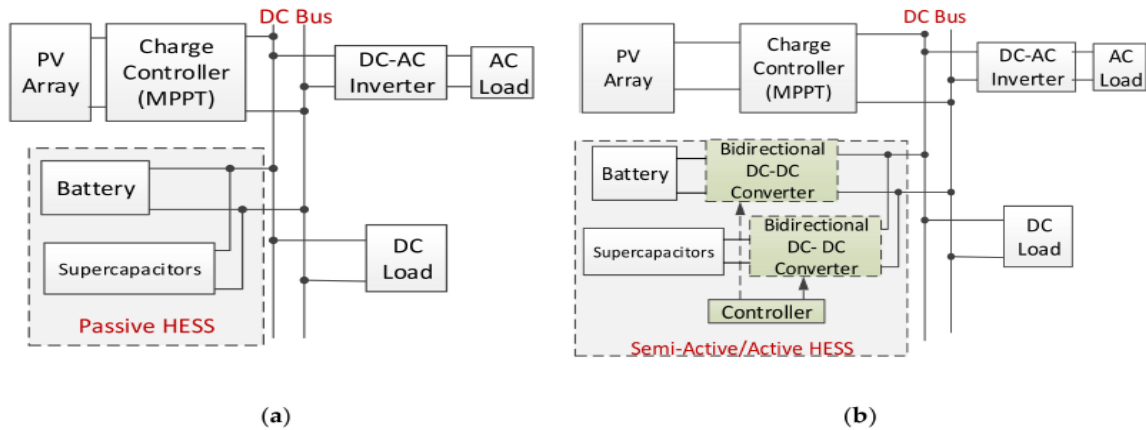 DC Bus
PV
Array
Charge
Controller
(MPPT)
DC-AC
Inverter
AC
Load
Battery
Supercapacitors
DC
Load
Passive HESS
(a)
DC Bus
PV
Array
Charge
Controller
(MPPT)
DC-AC
Inverter
AC
Load
Battery
Bidirectional
DC-DC
Converter
Supercapacitors
Bidirectional
DC- DC
Converter
DC
Load
Controller
Semi-Active/Active HESS
(b)